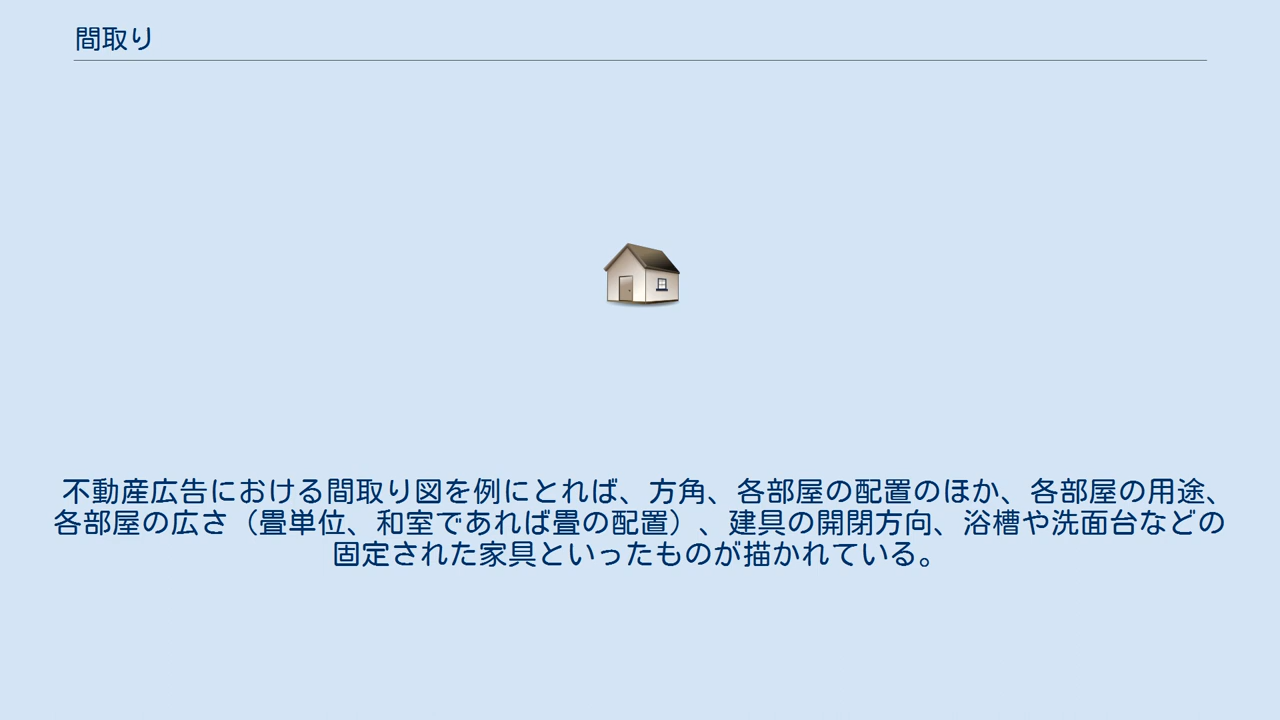 間取り
不動産広告における間取り図を例にとれば、方角、各部屋の配置のほか、各部屋の用途、
各部屋の広さ（畳単位、和室であれば畳の配置）、建具の開閉方向、浴槽や洗面台などの
固定された家具といったものが描かれている。